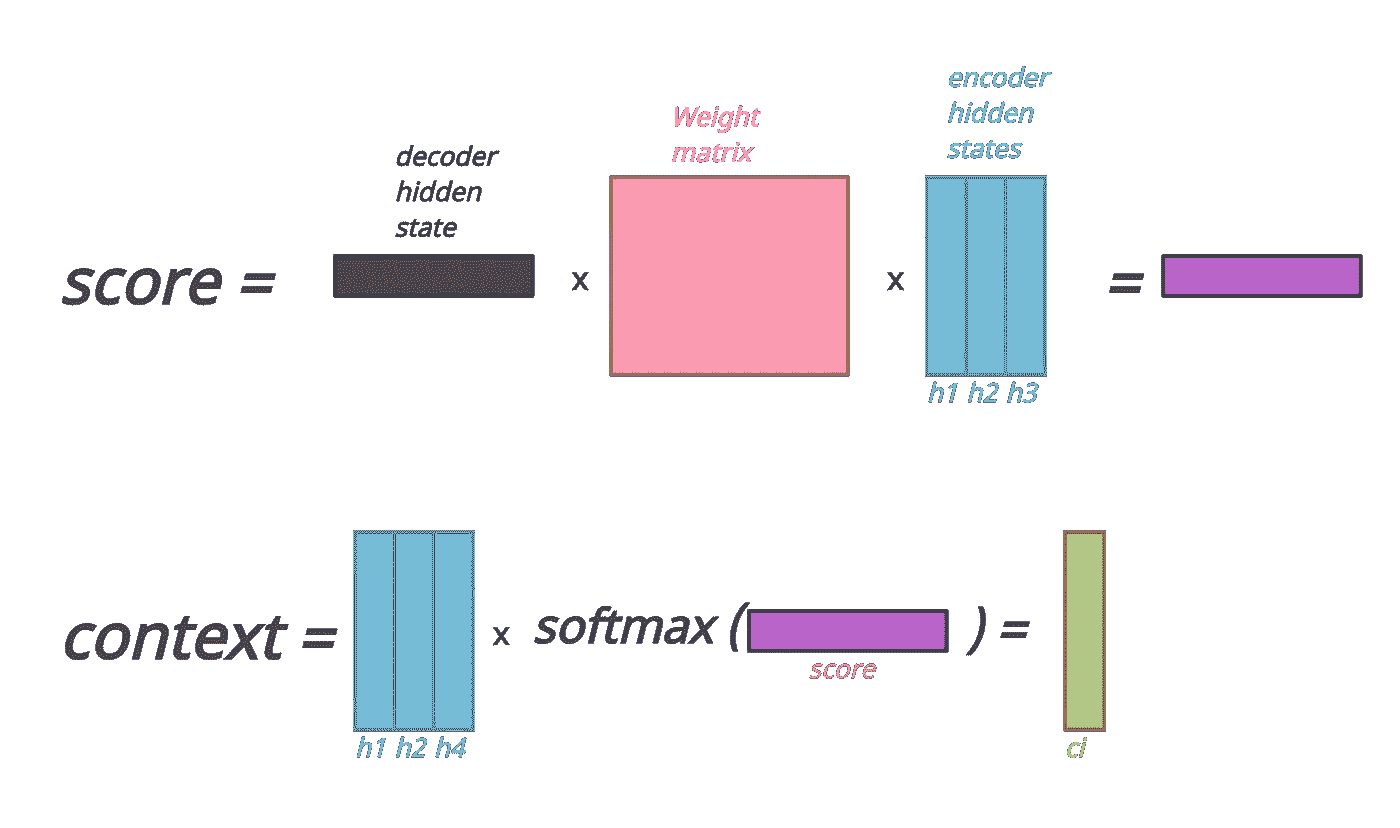 encoder
hidden
states
Weight
matrix
decoder
hidden
state
score = x x =
h1 h2 h3
context = x softmax ( ) =
score
h1 h2 h4
ci